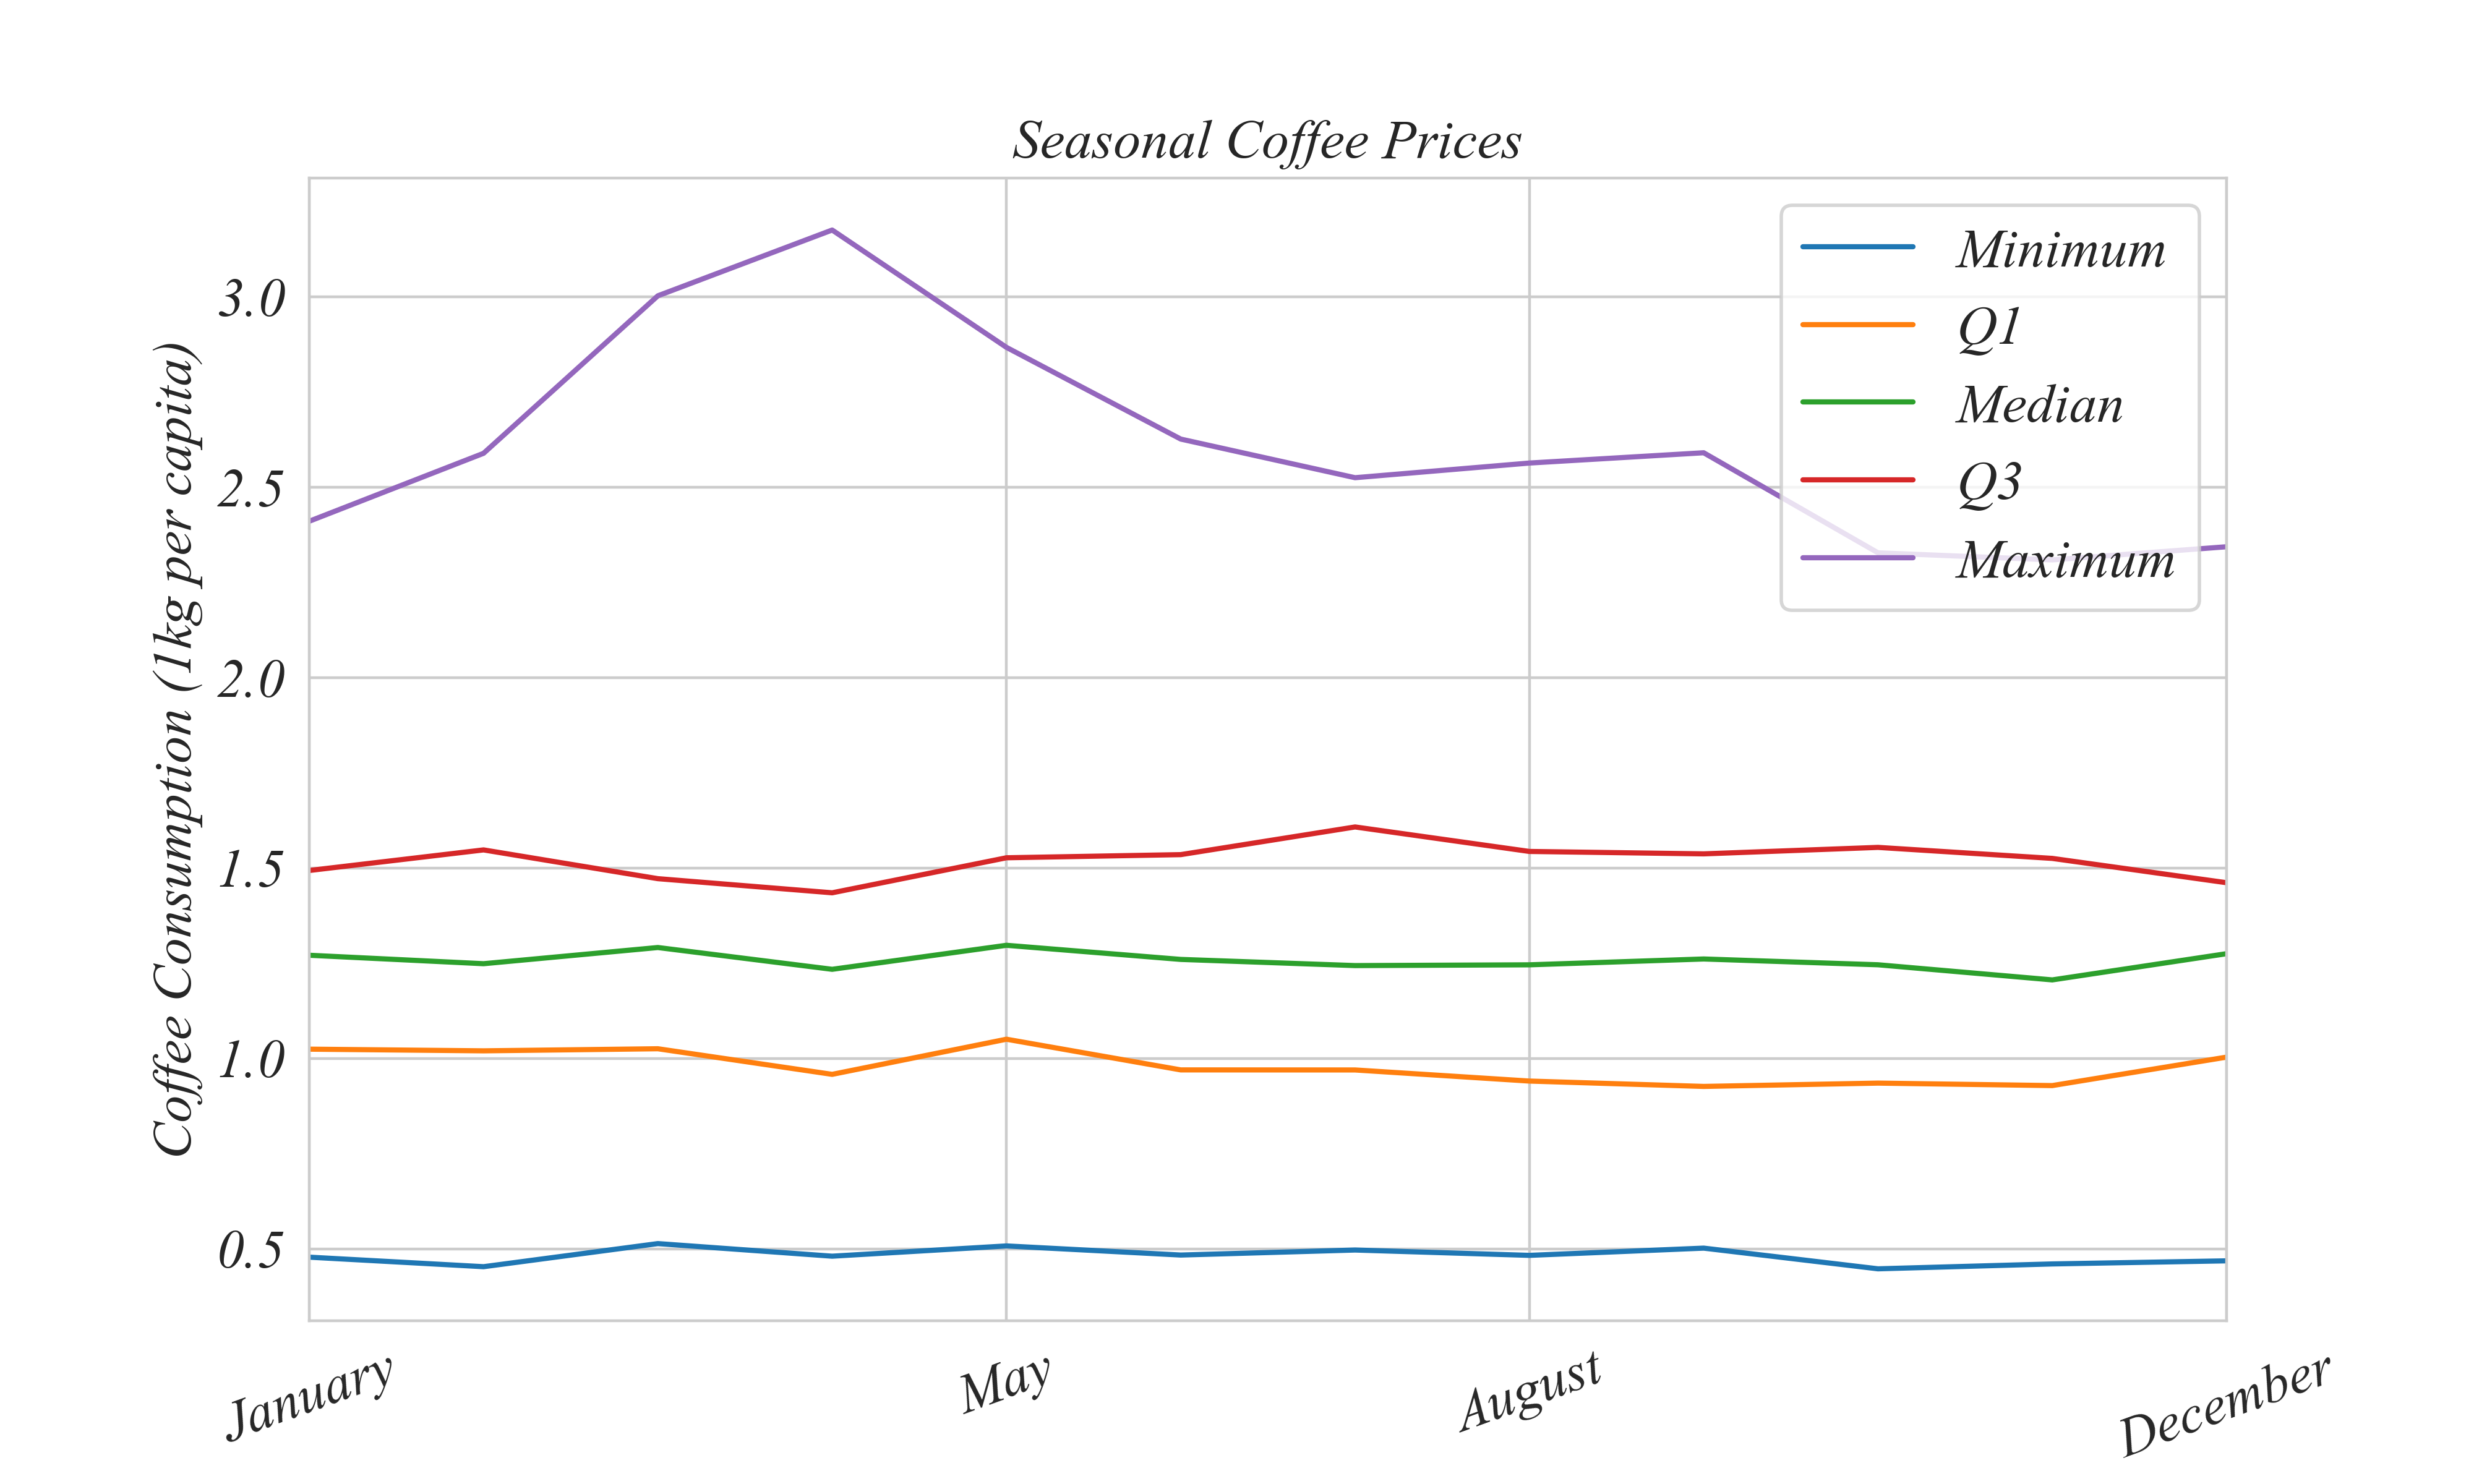 Seasonal Coffee Prices
Coffee Consumption (1kg per capita)
3.0
2.5
2.0
1.5
1.0
0.5
Minimum
Q1
Median
Q3
Maximum
January
May
August
December